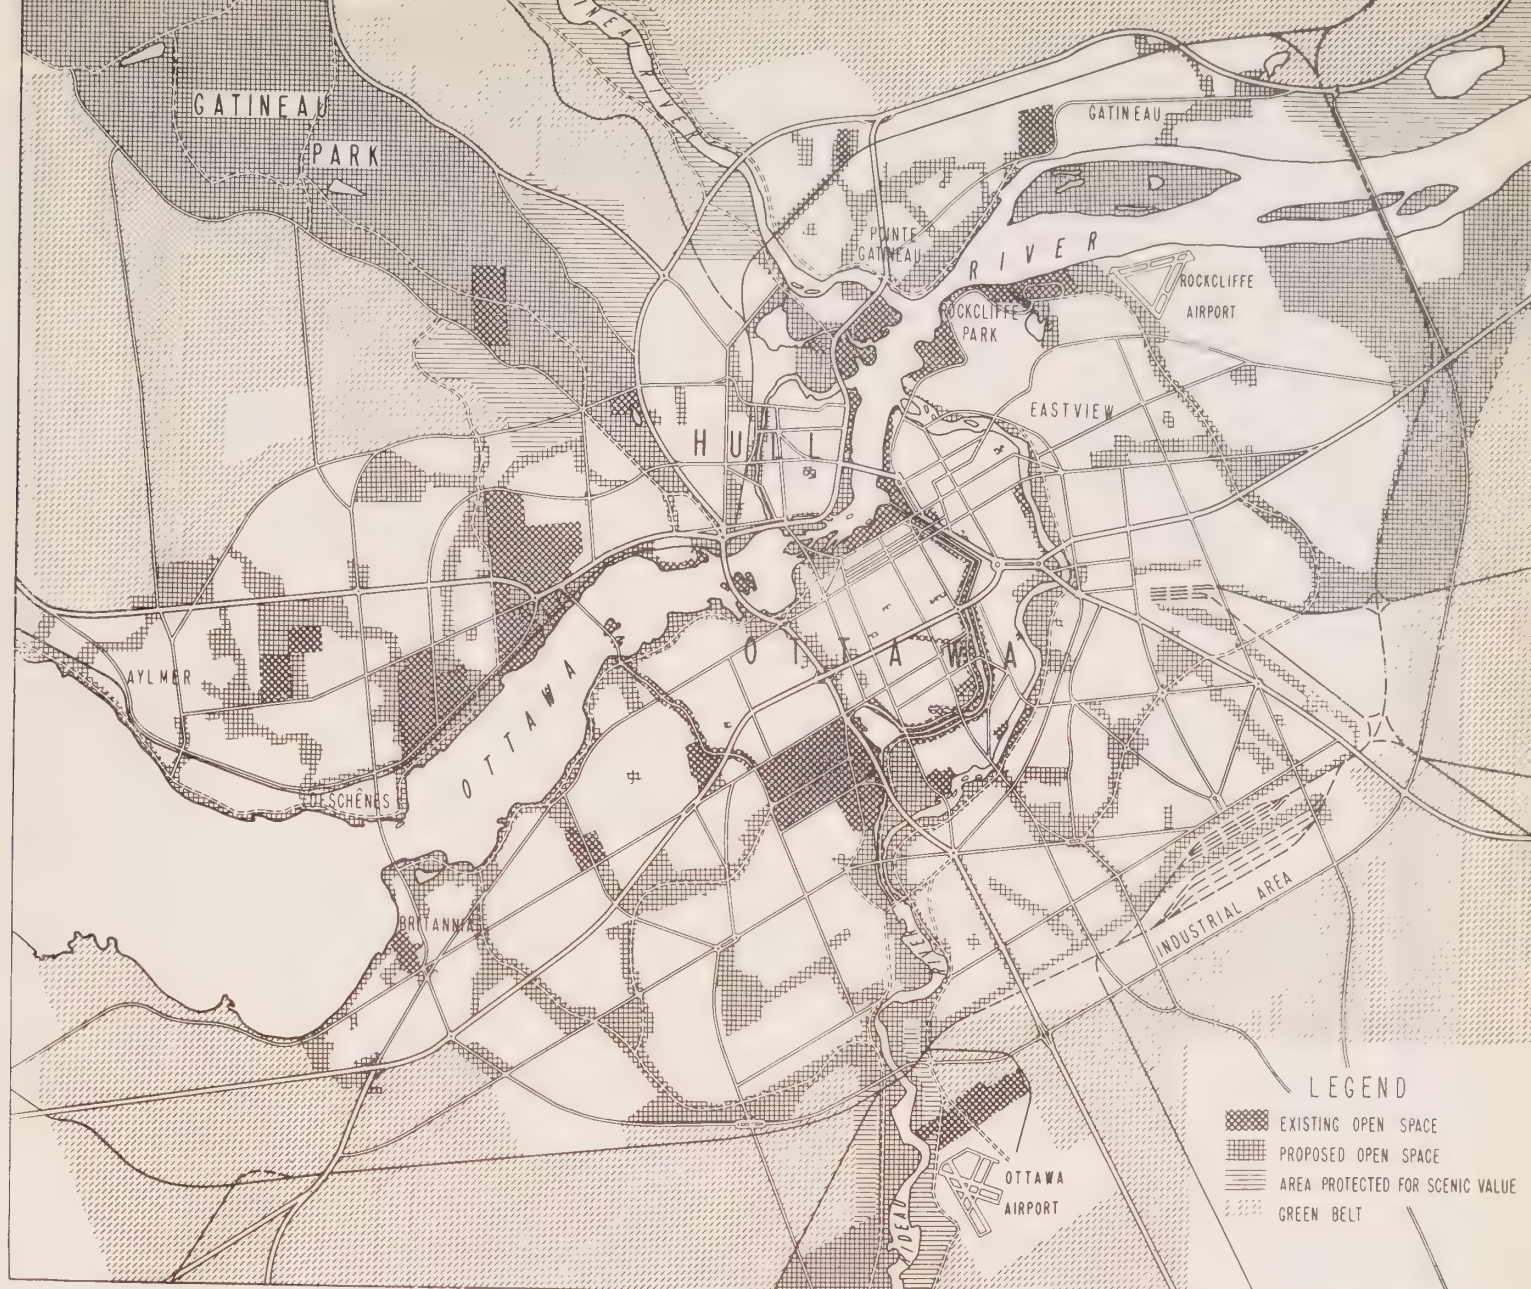 GATINEAU RIVER
GATINEAU
PARK
GATINEAU
POINTE
GATINEAU
RIVER
ROCKCLIFFE
AIRPORT
ROCKCLIFFE
PARK
EASTVIEW
HULL
OTTAWA
AYLMER
OTTAWA
DESCHÊNES
BRITANNIA
INDUSTRIAL AREA
OTTAWA
AIRPORT
RIDEAU
LEGEND
EXISTING OPEN SPACE
PROPOSED OPEN SPACE
AREA PROTECTED FOR SCENIC VALUE
GREEN BELT